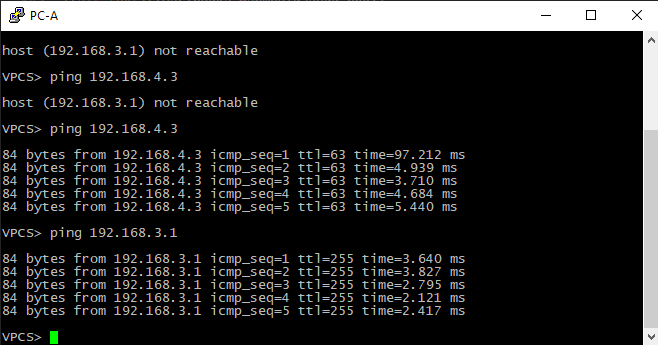 PC-A
host (192.168.3.1) not reachable
VPCS> ping 192.168.4.3
host (192.168.3.1) not reachable
VPCS> ping 192.168.4.3
84 bytes from 192.168.4.3 icmp_seq=1 ttl=63 time=97.212 ms
84 bytes from 192.168.4.3 icmp_seq=2 ttl=63 time=4.939 ms
84 bytes from 192.168.4.3 icmp_seq=3 ttl=63 time=3.710 ms
84 bytes from 192.168.4.3 icmp_seq=4 ttl=63 time=4.684 ms
84 bytes from 192.168.4.3 icmp_seq=5 ttl=63 time=5.440 ms
VPCS> ping 192.168.3.1
84 bytes from 192.168.3.1 icmp_seq=1 ttl=255 time=3.640 ms
84 bytes from 192.168.3.1 icmp_seq=2 ttl=255 time=3.827 ms
84 bytes from 192.168.3.1 icmp_seq=3 ttl=255 time=2.795 ms
84 bytes from 192.168.3.1 icmp_seq=4 ttl=255 time=2.121 ms
84 bytes from 192.168.3.1 icmp_seq=5 ttl=255 time=2.417 ms
VPCS>